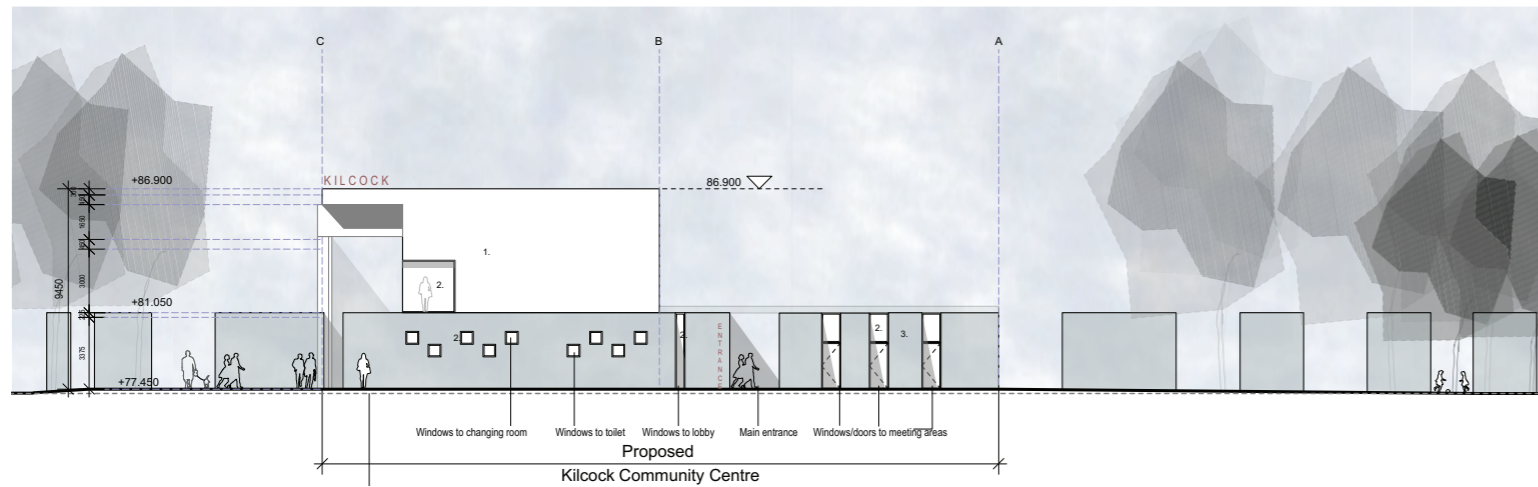 C
B
A
KILCOCK
+86.900
86.900
1650
1.
3000
9450
2.
+81.050
2.
2.
ENTRANCE
2.
3.
3375
+77.450
Windows to changing room
Windows to toilet
Windows to lobby
Main entrance
Windows/doors to meeting areas
Proposed
Kilcock Community Centre